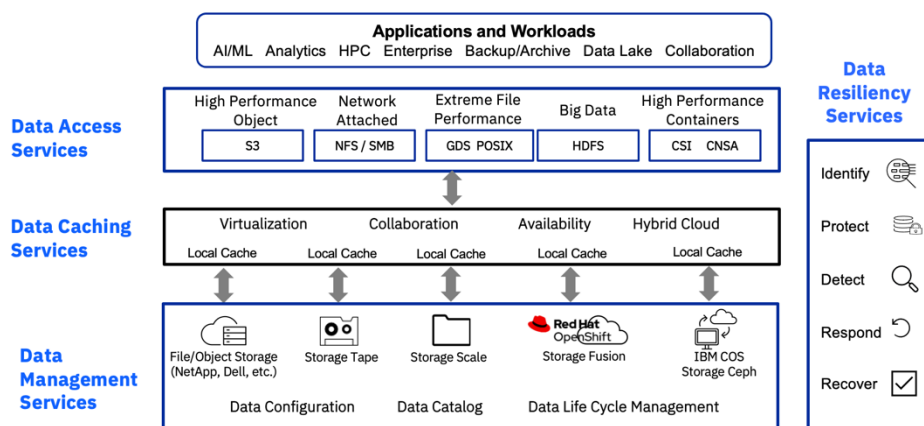 Applications and Workloads
AI/ML Analytics HPC Enterprise Backup/Archive Data Lake Collaboration
Data Access
Services
High Performance
Object
S3
Network
Attached
NFS / SMB
Extreme File
Performance
GDS POSIX
Big Data
HDFS
High Performance
Containers
CSI CNSA
Data Caching
Services
Virtualization Collaboration Availability Hybrid Cloud
Local Cache Local Cache Local Cache Local Cache Local Cache
Data
Management
Services
File/Object Storage
(NetApp, Dell, etc.)
Storage Tape
Storage Scale
Red Hat
OpenShift
Storage Fusion
IBM COS
Storage Ceph
Data Configuration Data Catalog Data Life Cycle Management
Data
Resiliency
Services
Identify
Protect
Detect
Respond
Recover